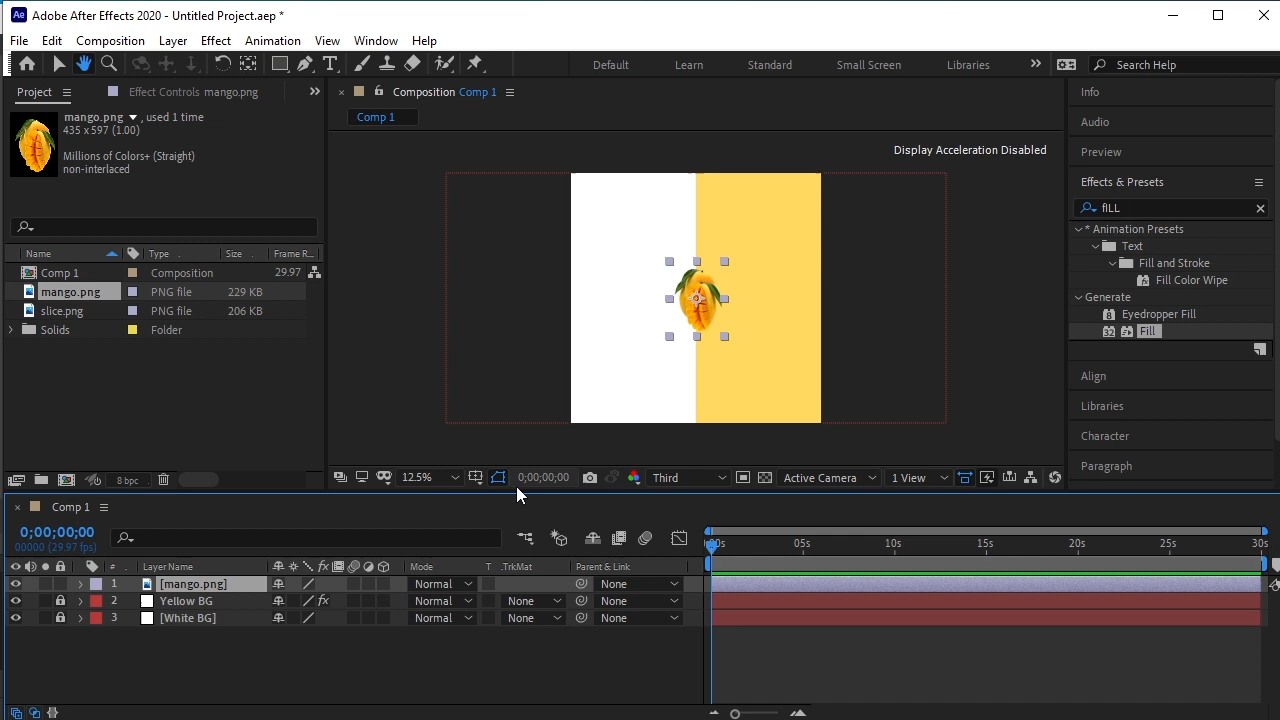 Ae Adobe After Effects 2020 - Untitled Project.aep *
File Edit Composition Layer Effect Animation View Window Help
Default Learn Standard Small Screen Libraries Search Help
Project Effect Controls mango.png
Composition Comp 1
Comp 1
mango.png , used 1 time
435 x 597 (1.00)
Millions of Colors+ (Straight)
non-interlaced
Display Acceleration Disabled
Info
Audio
Preview
Effects & Presets
fILL
* Animation Presets
Text
Fill and Stroke
Fill Color Wipe
Generate
Eyedropper Fill
Fill
Align
Libraries
Character
Paragraph
Name Type Size Frame R...
Comp 1 Composition 29.97
mango.png PNG file 229 KB
slice.png PNG file 206 KB
Solids Folder
8 bpc
12.5% 0;00;00;00 Third Active Camera 1 View
Comp 1
0;00;00;00
00000 (29.97 fps)
:00s 05s 10s 15s 20s 25s 30s
# Layer Name fx Mode T .TrkMat Parent & Link
1 [mango.png] Normal None
2 Yellow BG fx Normal None None
3 [White BG] Normal None None